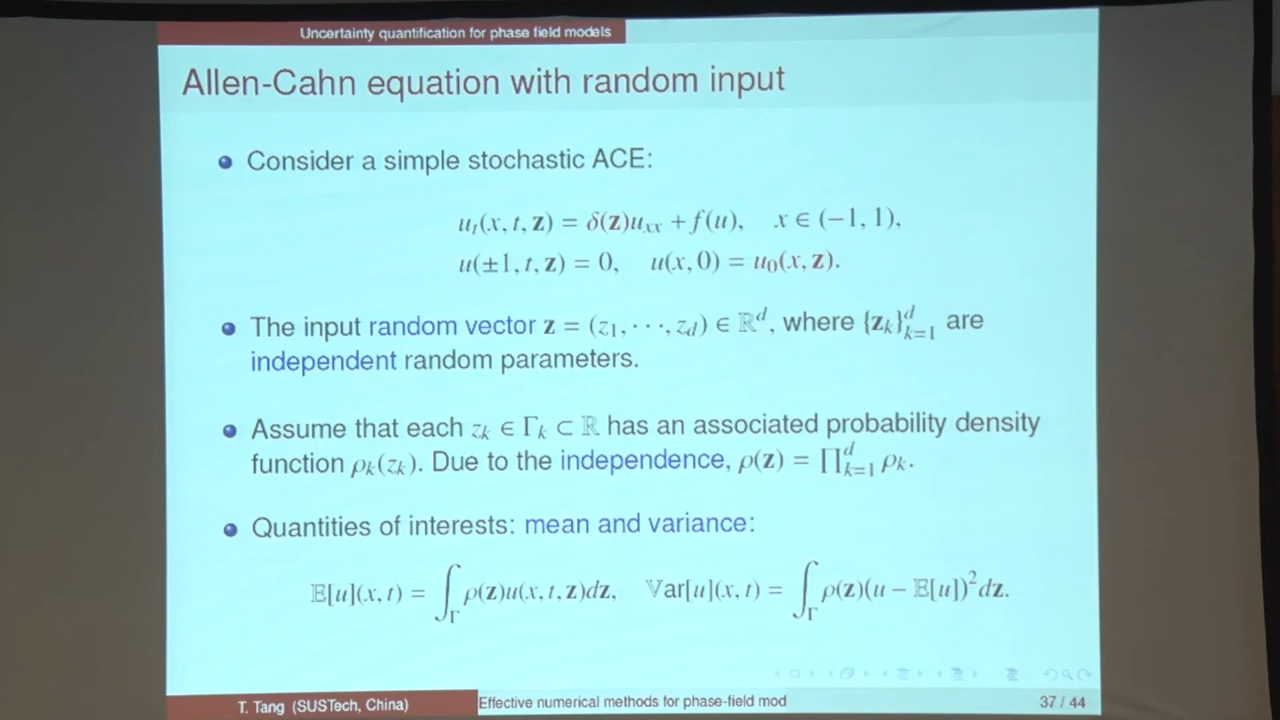 Uncertainty quantification for phase field models
Allen-Cahn equation with random input
Consider a simple stochastic ACE:
u_t(x, t, z) = δ(z)u_xx + f(u), x ∈ (−1, 1),
u(±1, t, z) = 0, u(x, 0) = u_0(x, z).
The input random vector z = (z_1, ···, z_d) ∈ ℝ^d, where {z_k}_{k=1}^d are
independent random parameters.
Assume that each z_k ∈ Γ_k ⊂ ℝ has an associated probability density
function ρ_k(z_k). Due to the independence, ρ(z) = ∏_{k=1}^d ρ_k.
Quantities of interests: mean and variance:
𝔼[u](x, t) = ∫_Γ ρ(z)u(x, t, z)dz, 𝕍ar[u](x, t) = ∫_Γ ρ(z)(u − 𝔼[u])^2 dz.
T. Tang (SUSTech, China) Effective numerical methods for phase-field mod 37 / 44